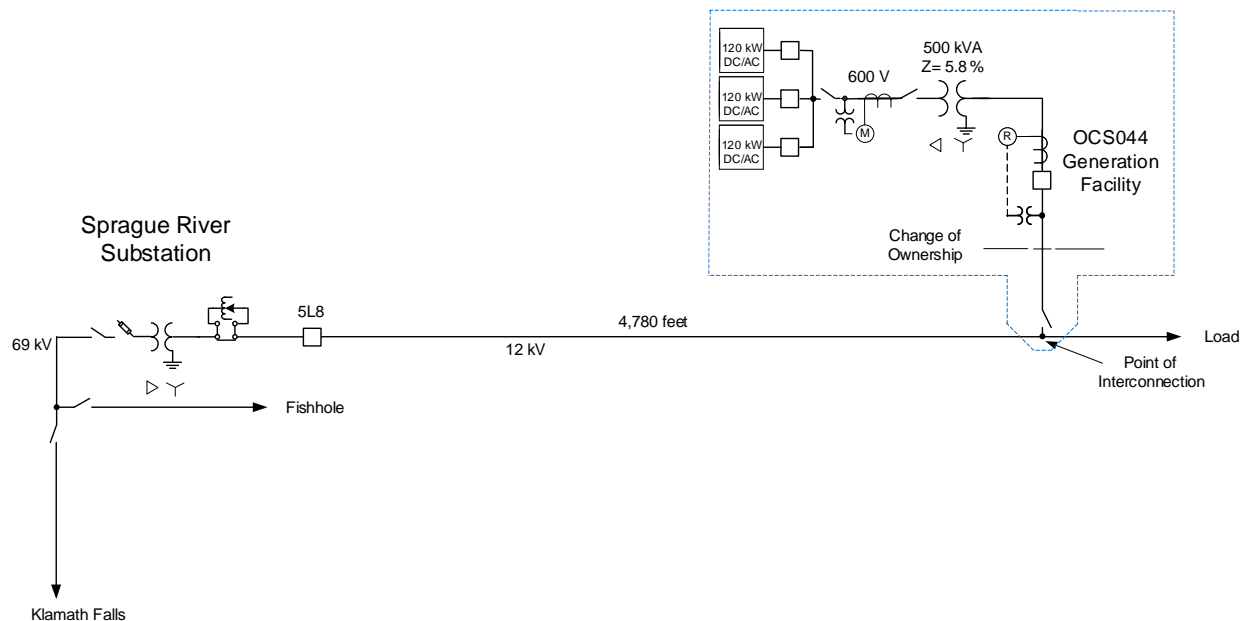 120 kW
DC/AC
120 kW
DC/AC
120 kW
DC/AC
600 V
500 kVA
Z= 5.8 %
M
R
OCS044
Generation
Facility
Change of
Ownership
Sprague River
Substation
69 kV
5L8
4,780 feet
12 kV
Load
Point of
Interconnection
Fishhole
Klamath Falls